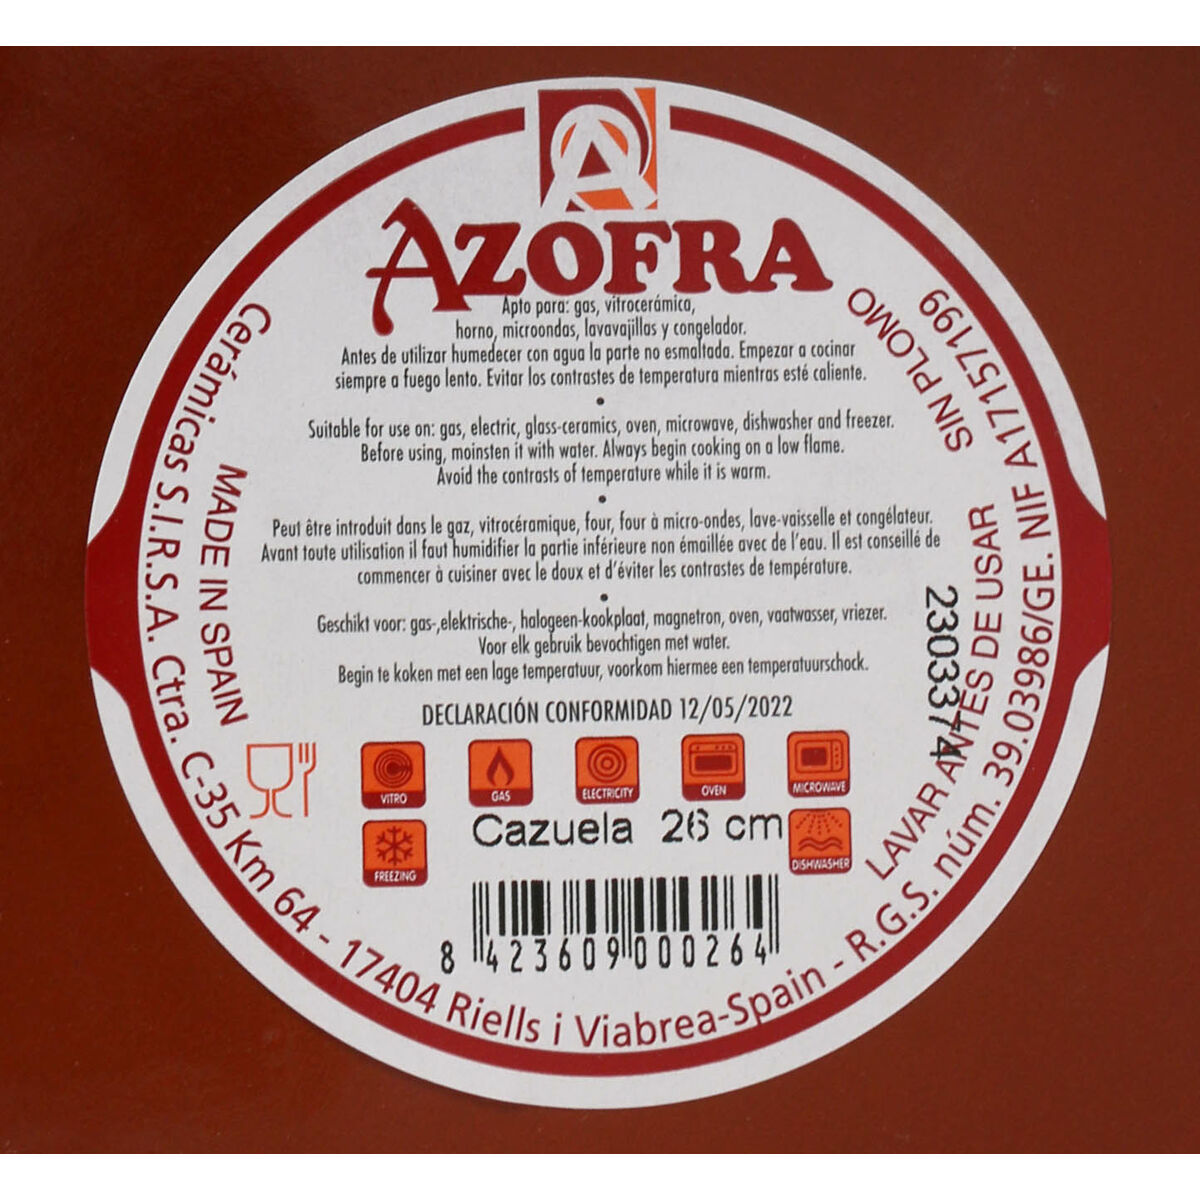 AZOFRA
Apto para: gas, vitrocerámica,
horno, microondas, lavavajillas y congelador.
Antes de utilizar humedecer con agua la parte no esmaltada. Empezar a cocinar
siempre a fuego lento. Evitar los contrastes de temperatura mientras esté caliente.
•
Suitable for use on: gas, electric, glass-ceramics, oven, microwave, dishwasher and freezer.
Before using, moinsten it with water. Always begin cooking on a low flame.
Avoid the contrasts of temperature while it is warm.
•
Peut être introduit dans le gaz, vitrocéramique, four, four à micro-ondes, lave-vaisselle et congélateur.
Avant toute utilisation il faut humidifier la partie inférieure non émaillée avec de l'eau. Il est conseillé de
commencer à cuisiner avec le doux et d'éviter les contrastes de température.
•
Geschikt voor: gas-,elektrische-, halogeen-kookplaat, magnetron, oven, vaatwasser, vriezer.
Voor elk gebruik bevochtigen met water.
Begin te koken met een lage temperatuur, voorkom hiermee een temperatuurschock.
DECLARACIÓN CONFORMIDAD 12/05/2022
VITRO
GAS
ELECTRICITY
OVEN
MICROWAVE
FREEZING
Cazuela 26 cm
DISHWASHER
8 423609 000264
MADE IN SPAIN
SIN PLOMO
LAVAR ANTES DE USAR
2303374
Cerámicas S.I.R.S.A. Ctra. C-35 Km 64 - 17404 Riells i Viabrea-Spain - R.G.S. núm. 39.03986/GE. NIF A17157199